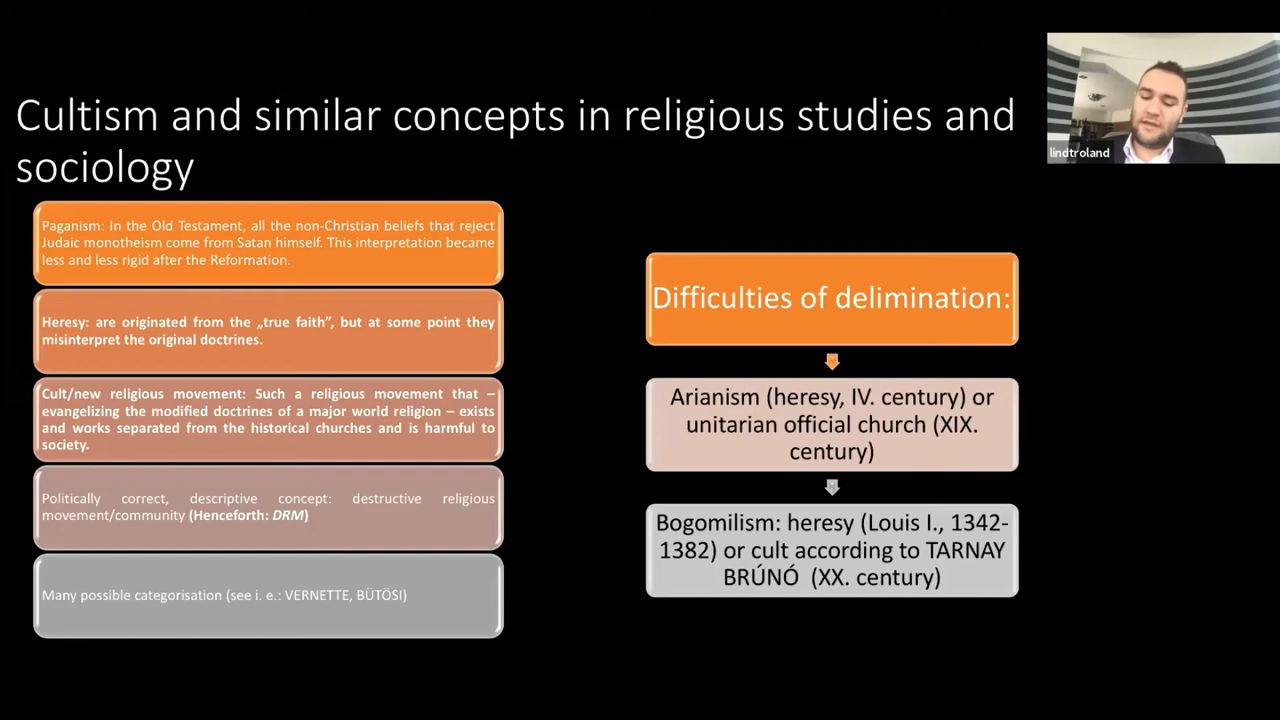 Cultism and similar concepts in religious studies and
sociology
lindtroland
Paganism: In the Old Testament, all the non-Christian beliefs that reject
Judaic monotheism come from Satan himself. This interpretation became
less and less rigid after the Reformation.
Heresy: are originated from the „true faith”, but at some point they
misinterpret the original doctrines.
Cult/new religious movement: Such a religious movement that –
evangelizing the modified doctrines of a major world religion – exists
and works separated from the historical churches and is harmful to
society.
Politically correct, descriptive concept: destructive religious
movement/community (Henceforth: DRM)
Many possible categorisation (see i. e.: VERNETTE, BÜTÖSI)
Difficulties of delimination:
Arianism (heresy, IV. century) or
unitarian official church (XIX.
century)
Bogomilism: heresy (Louis I., 1342-
1382) or cult according to TARNAY
BRÚNÓ (XX. century)